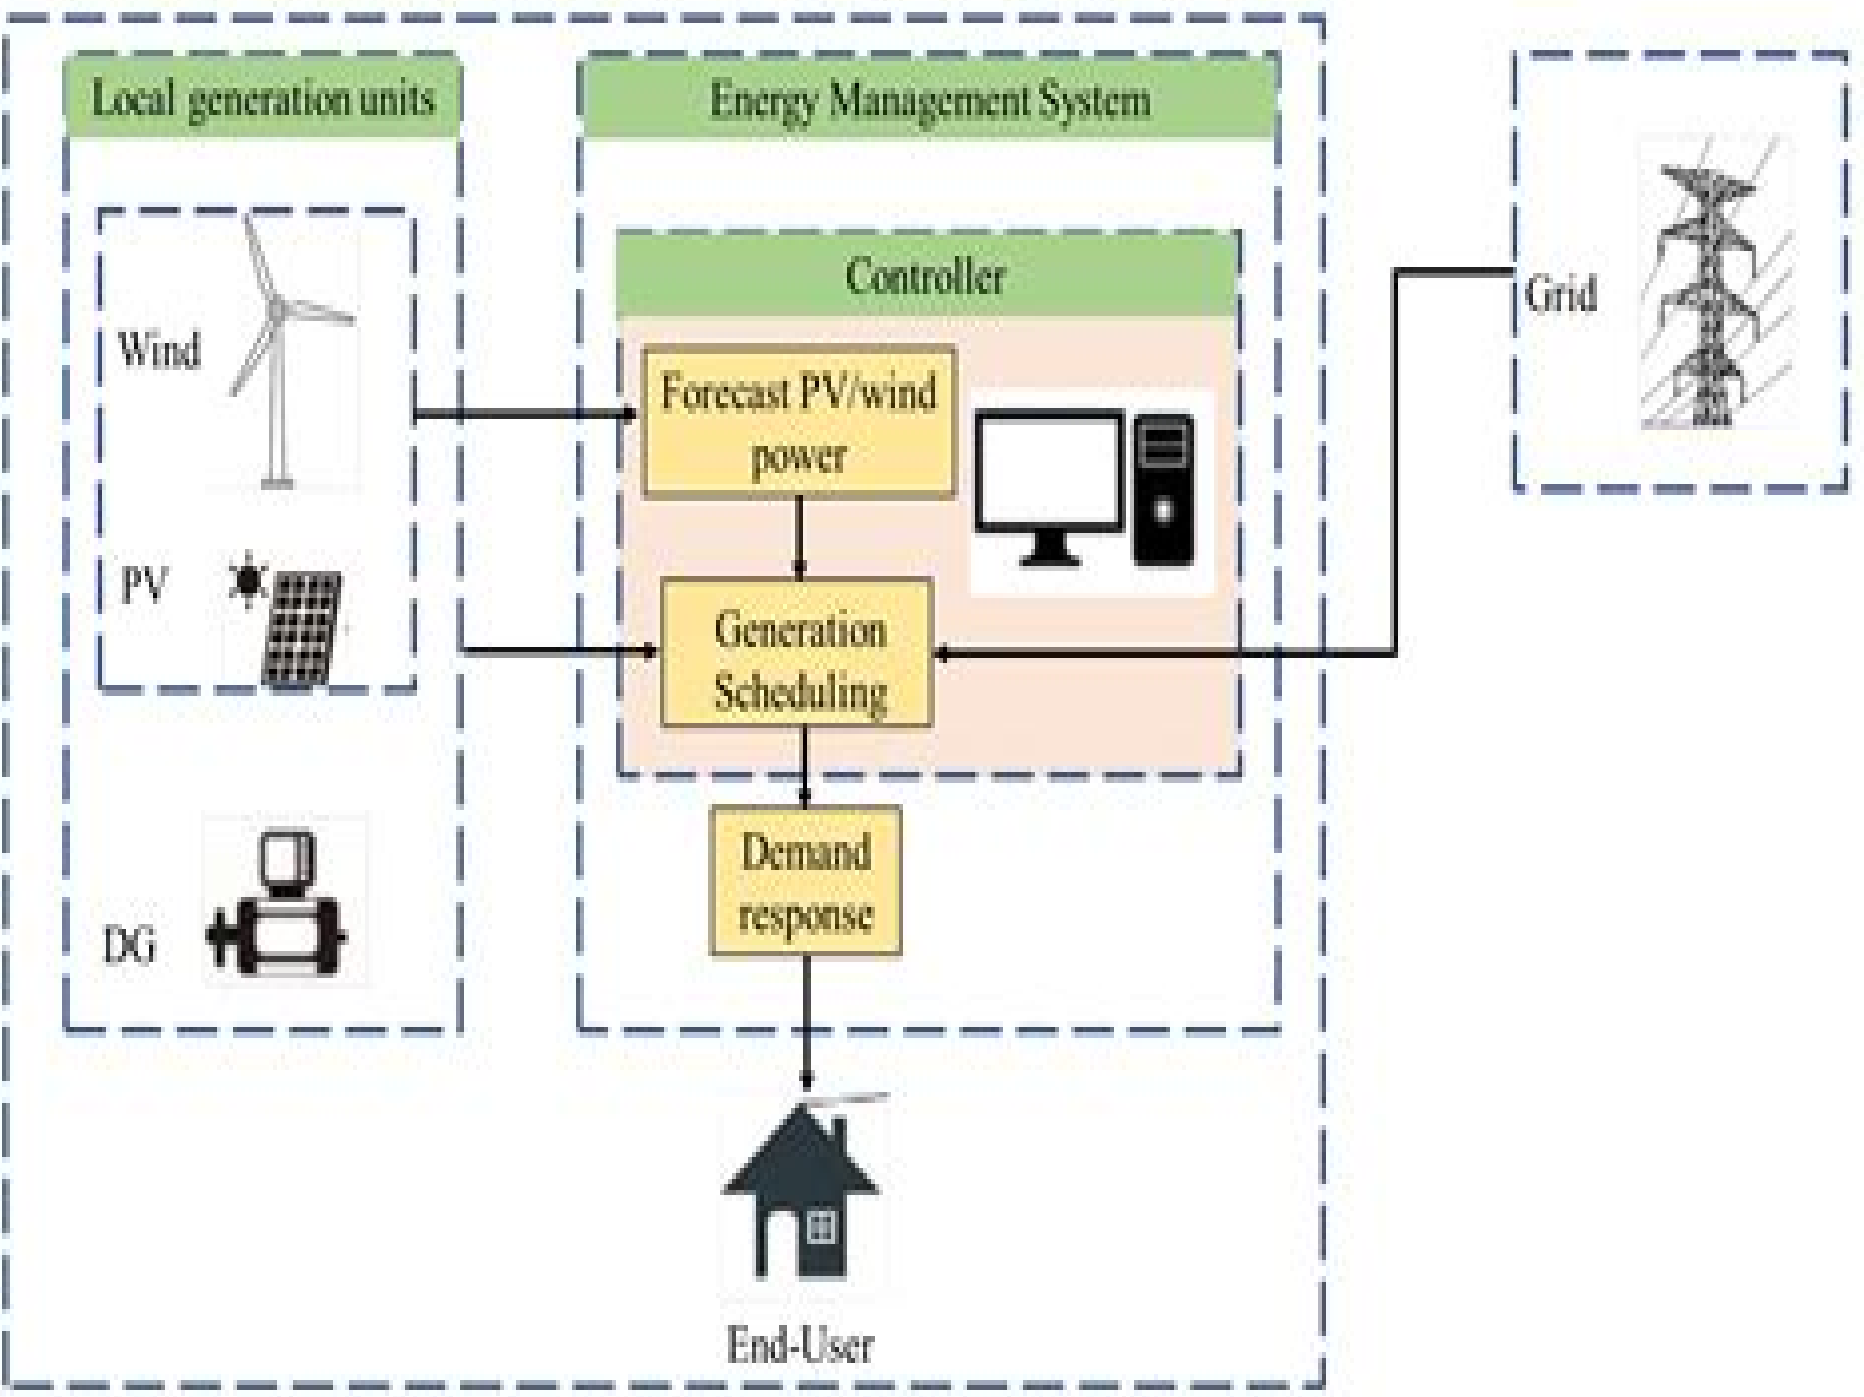 Local generation units
Energy Management System
Controller
Wind
Forecast PV/wind
power
Grid
PV
Generation
Scheduling
DG
Demand
response
End-User